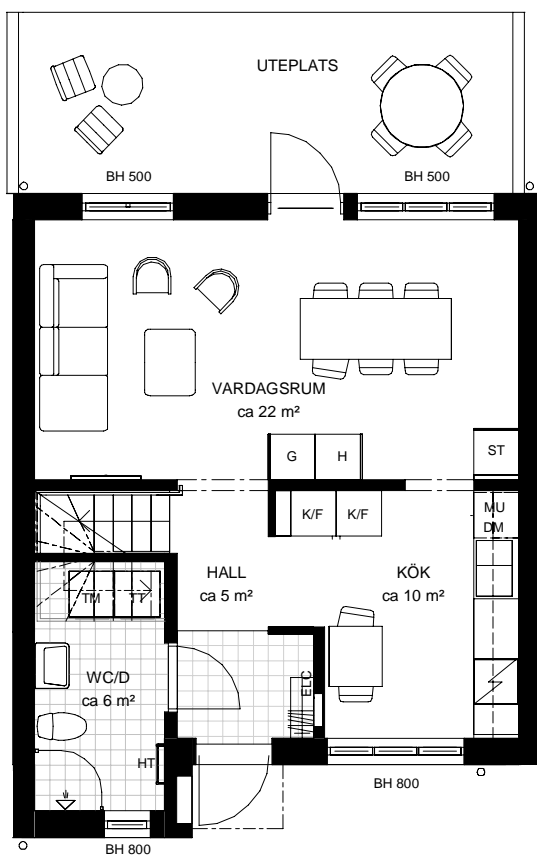 UTEPLATS
BH 500
BH 500
VARDAGSRUM
ca 22 m²
G
H
ST
K/F
K/F
MU
DM
HALL
ca 5 m²
KÖK
ca 10 m²
TM
TT
WC/D
ca 6 m²
ELC
HT
BH 800
BH 800